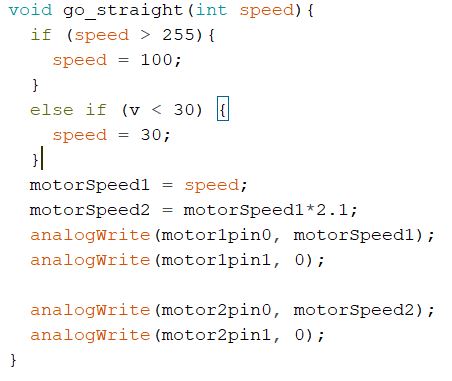 void go_straight(int speed){
  if (speed > 255){
    speed = 100;
  }
  else if (v < 30) {
    speed = 30;
  }
  motorSpeed1 = speed;
  motorSpeed2 = motorSpeed1*2.1;
  analogWrite(motor1pin0, motorSpeed1);
  analogWrite(motor1pin1, 0);

  analogWrite(motor2pin0, motorSpeed2);
  analogWrite(motor2pin1, 0);
}